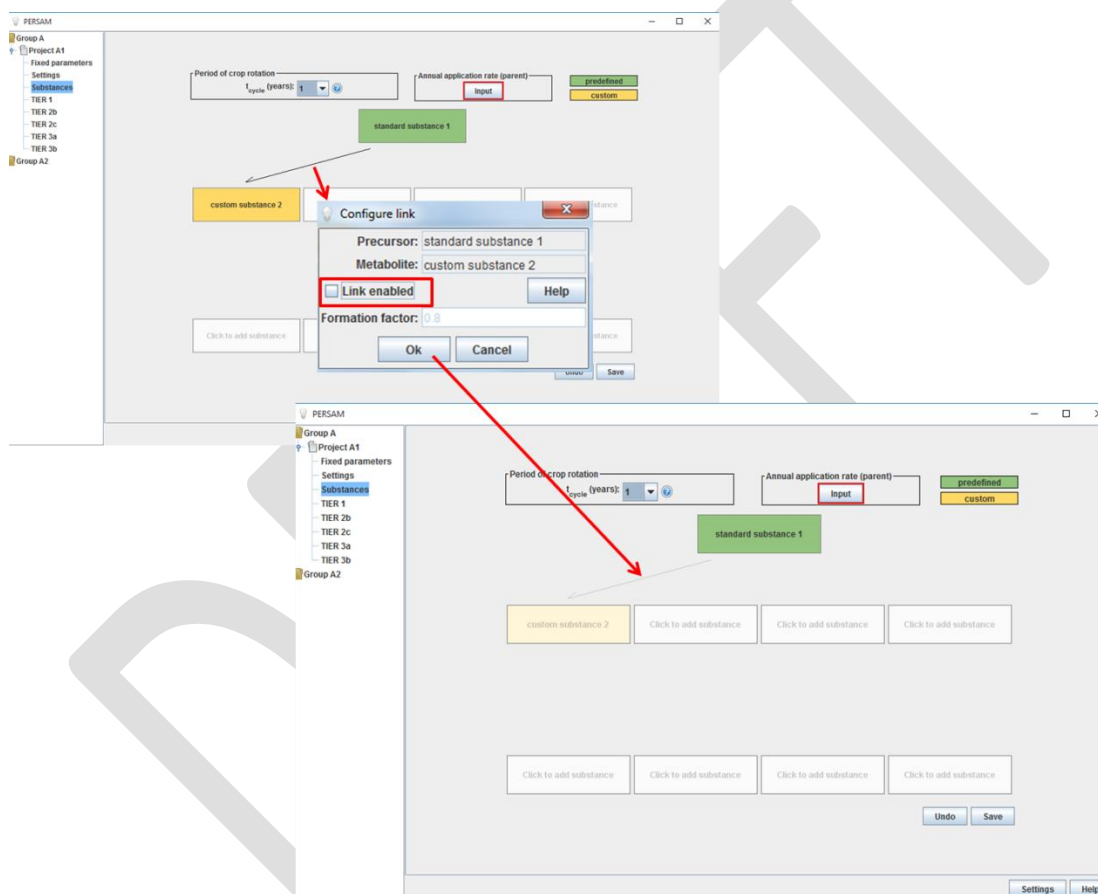 PERSAM
Group A
Project A1
Fixed parameters
Settings
Substances
TIER 1
TIER 2b
TIER 2c
TIER 3a
TIER 3b
Group A2
Period of crop rotation
tcycle (years): 1
Annual application rate (parent)
Input
predefined
custom
standard substance 1
custom substance 2
stance
Configure link
Precursor: standard substance 1
Metabolite: custom substance 2
Link enabled
Help
Formation factor: 0.8
Ok Cancel
Click to add substance
stance
Undo Save
PERSAM
Group A
Project A1
Fixed parameters
Settings
Substances
TIER 1
TIER 2b
TIER 2c
TIER 3a
TIER 3b
Group A2
Period of crop rotation
tcycle (years): 1
Annual application rate (parent)
Input
predefined
custom
standard substance 1
custom substance 2 Click to add substance Click to add substance Click to add substance
Click to add substance Click to add substance Click to add substance Click to add substance
Undo Save
Settings Help